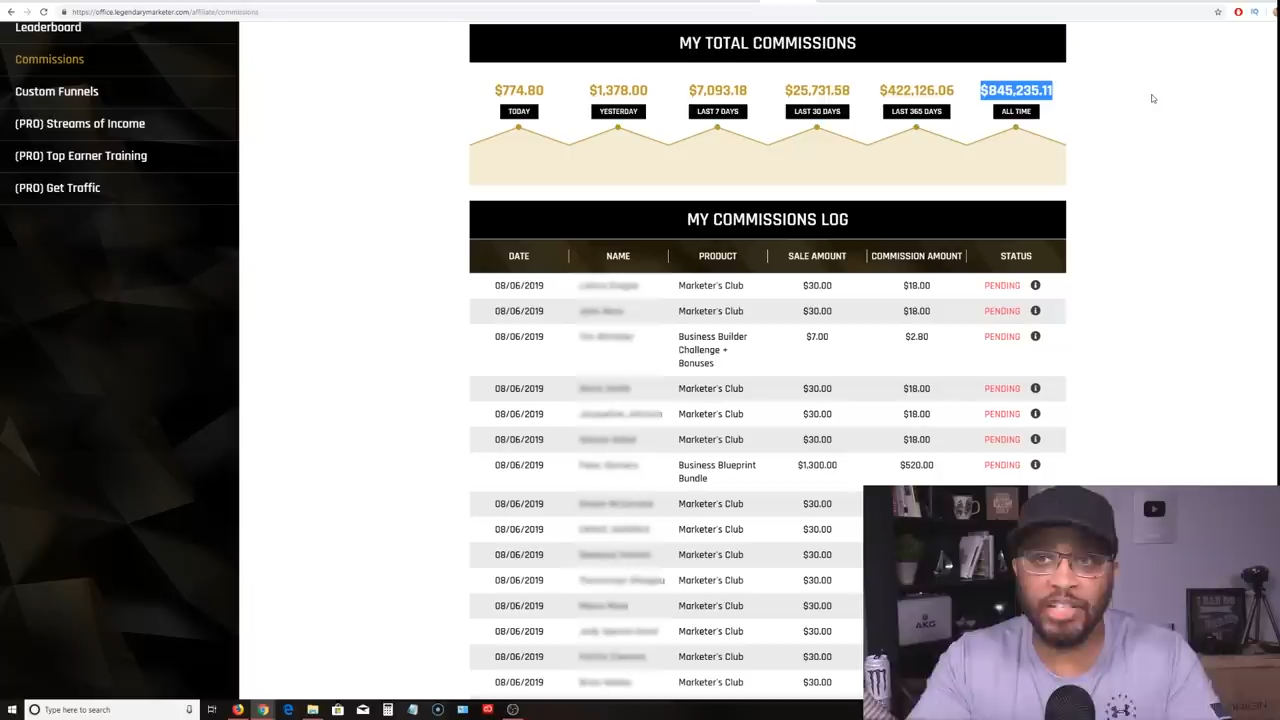 https://office.legendarymarketer.com/affiliate/commissions
Leaderboard
Commissions
Custom Funnels
(PRO) Streams of Income
(PRO) Top Earner Training
(PRO) Get Traffic
MY TOTAL COMMISSIONS
$774.80 $1,378.00 $7,093.18 $25,731.58 $422,126.06 $845,235.11
TODAY YESTERDAY LAST 7 DAYS LAST 30 DAYS LAST 365 DAYS ALL TIME
MY COMMISSIONS LOG
DATE NAME PRODUCT SALE AMOUNT COMMISSION AMOUNT STATUS
08/06/2019 Marketer's Club $30.00 $18.00 PENDING
08/06/2019 Marketer's Club $30.00 $18.00 PENDING
08/06/2019 Business Builder $7.00 $2.80 PENDING
Challenge +
Bonuses
08/06/2019 Marketer's Club $30.00 $18.00 PENDING
08/06/2019 Marketer's Club $30.00 $18.00 PENDING
08/06/2019 Marketer's Club $30.00 $18.00 PENDING
08/06/2019 Business Blueprint $1,300.00 $520.00 PENDING
Bundle
08/06/2019 Marketer's Club $30.00
08/06/2019 Marketer's Club $30.00
08/06/2019 Marketer's Club $30.00
08/06/2019 Marketer's Club $30.00
08/06/2019 Marketer's Club $30.00
08/06/2019 Marketer's Club $30.00
08/06/2019 Marketer's Club $30.00
08/06/2019 Marketer's Club $30.00
AKG
Type here to search